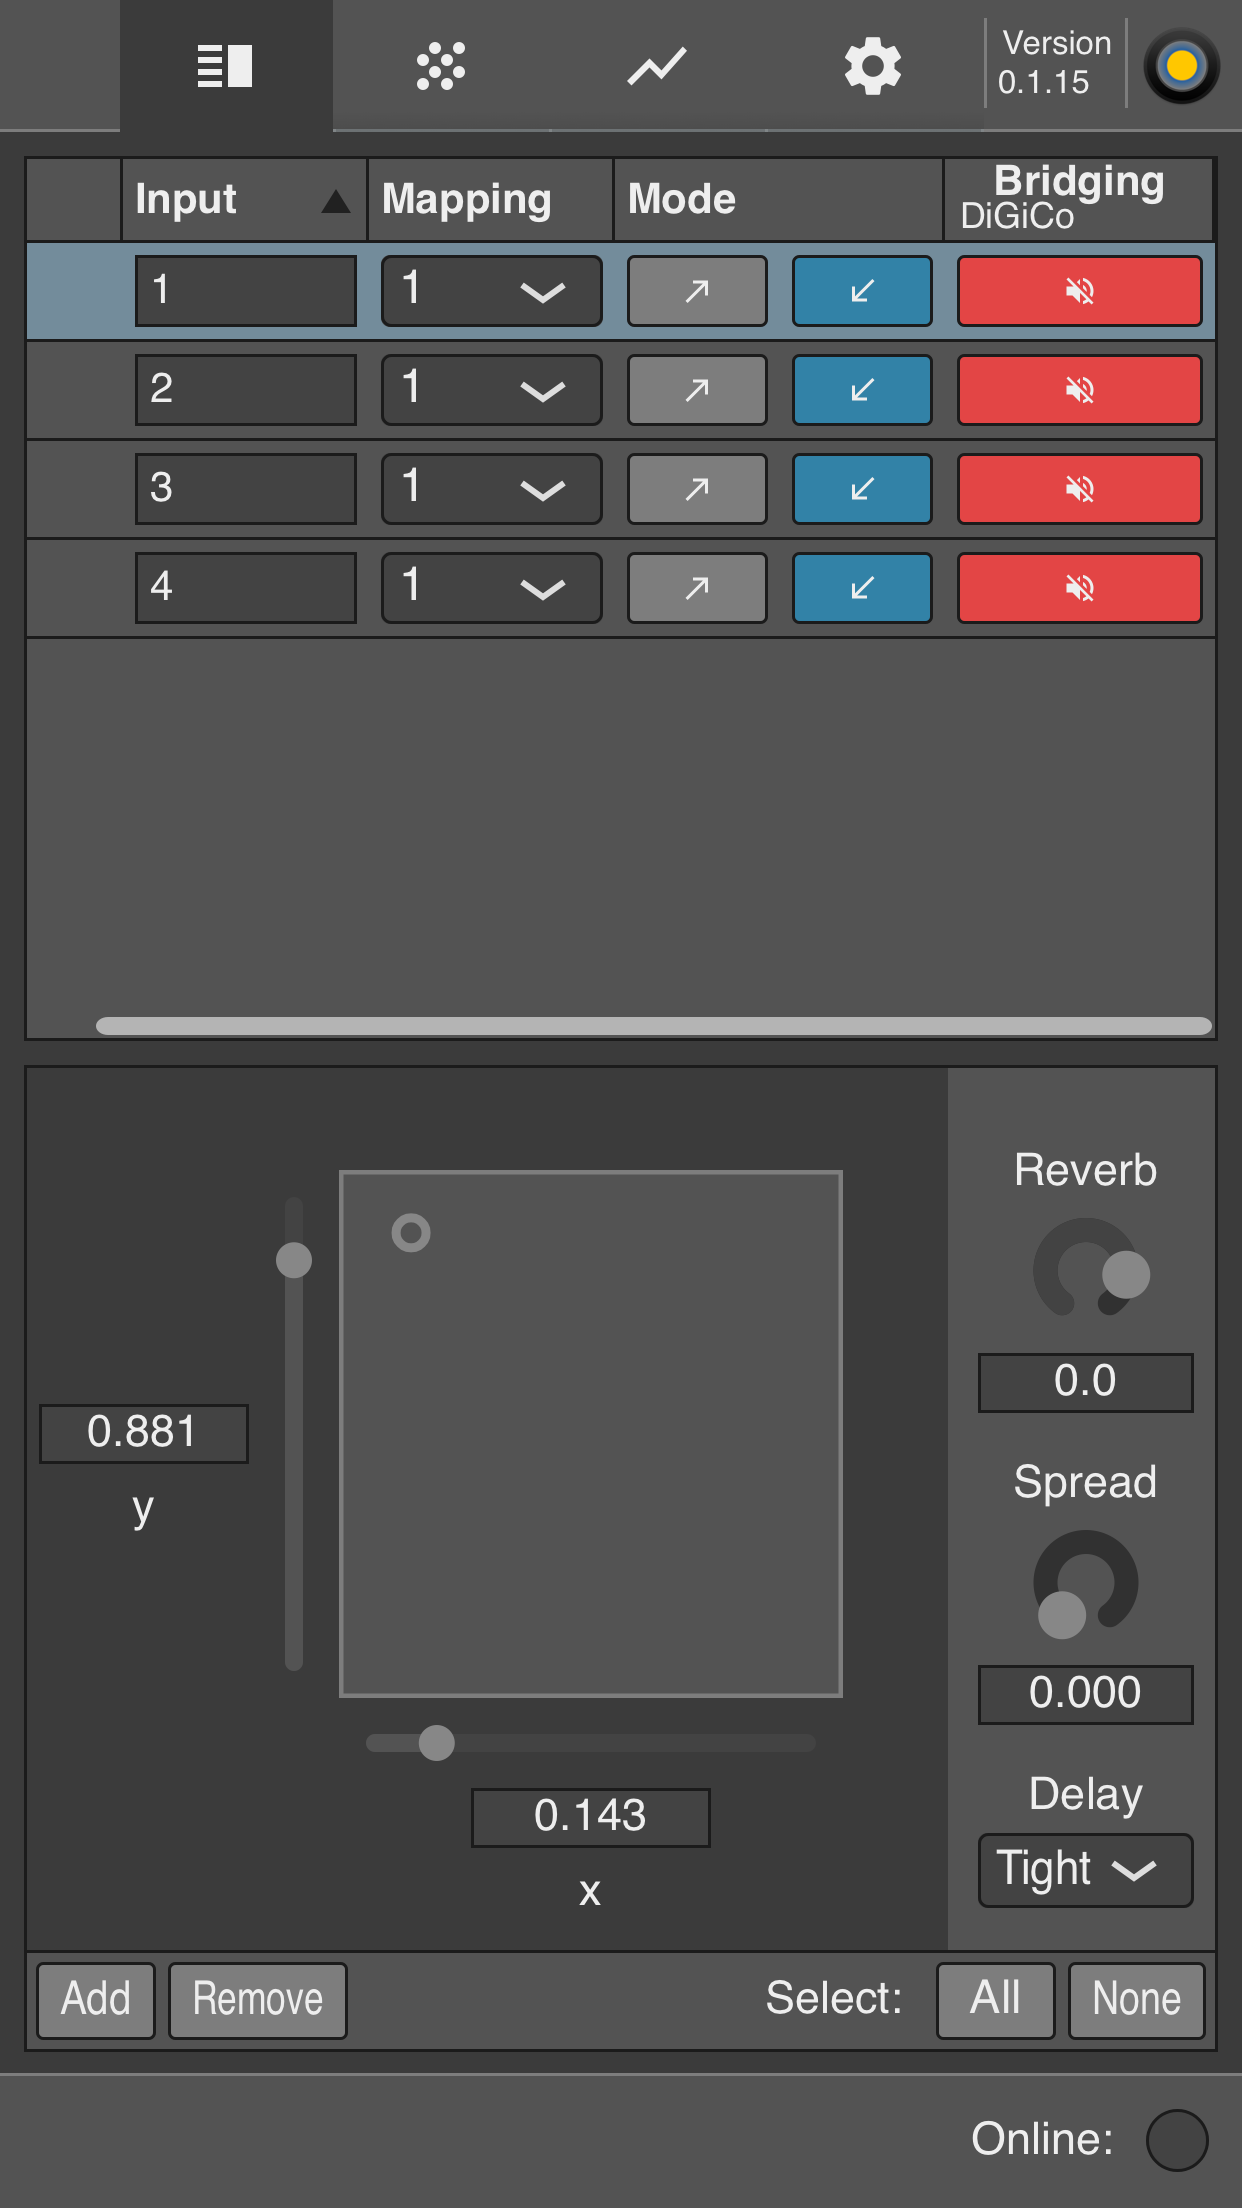 Version
0.1.15
Input Mapping Mode Bridging
DiGiCo
1 1
2 1
3 1
4 1
Reverb
0.0
0.881
y
Spread
0.000
0.143
x
Delay
Tight
Add Remove Select: All None
Online: